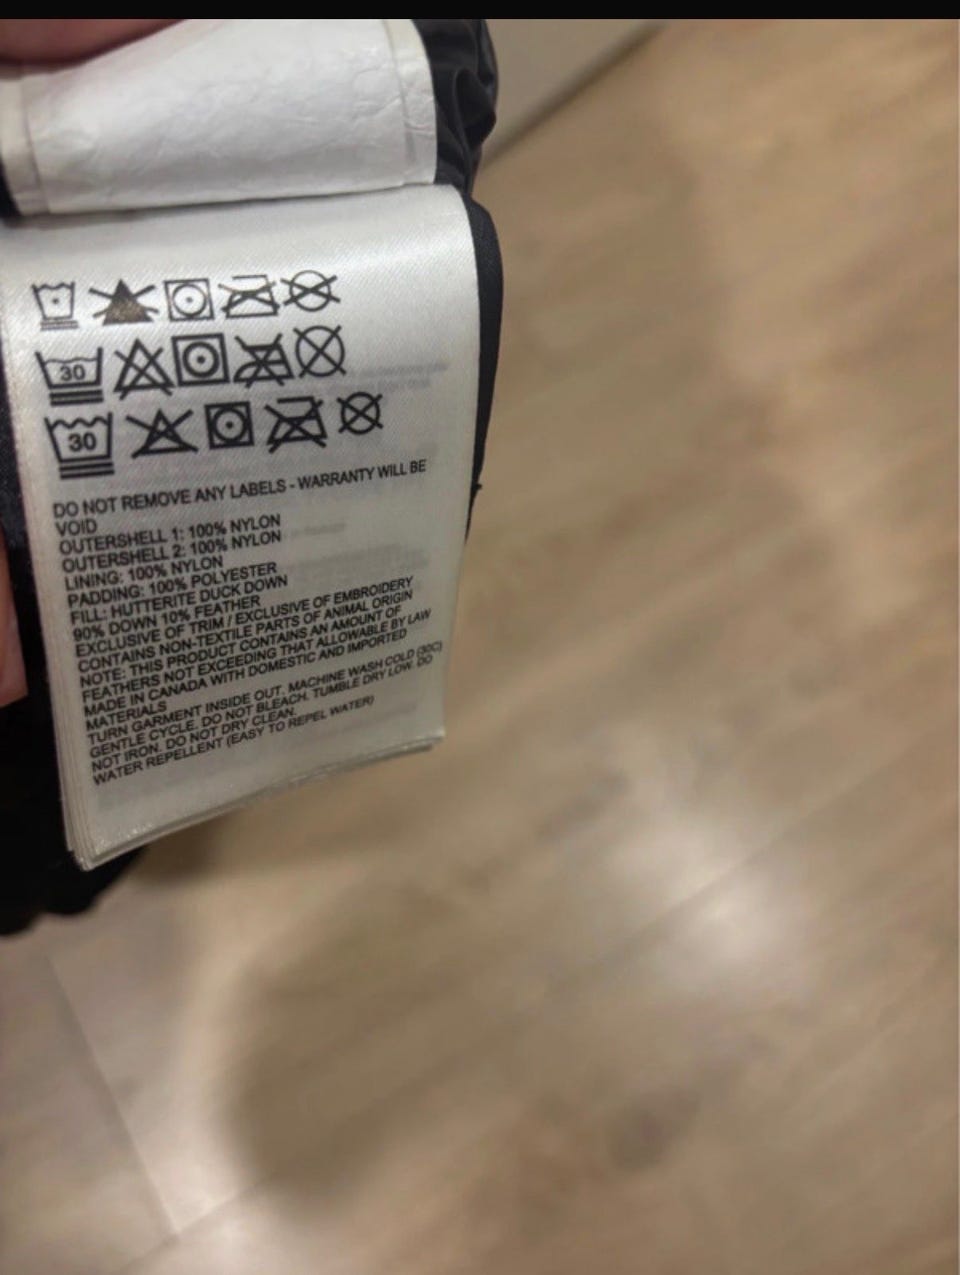 30
30
DO NOT REMOVE ANY LABELS - WARRANTY WILL BE
VOID
OUTERSHELL 1: 100% NYLON
OUTERSHELL 2: 100% NYLON
LINING: 100% NYLON
PADDING: 100% POLYESTER
FILL: HUTTERITE DUCK DOWN
90% DOWN 10% FEATHER
EXCLUSIVE OF TRIM / EXCLUSIVE OF EMBROIDERY
CONTAINS NON-TEXTILE PARTS OF ANIMAL ORIGIN
NOTE: THIS PRODUCT CONTAINS AN AMOUNT OF
FEATHERS NOT EXCEEDING THAT ALLOWABLE BY LAW
MADE IN CANADA WITH DOMESTIC AND IMPORTED
MATERIALS
TURN GARMENT INSIDE OUT. MACHINE WASH COLD (30C)
GENTLE CYCLE. DO NOT BLEACH. TUMBLE DRY LOW. DO
NOT IRON. DO NOT DRY CLEAN.
WATER REPELLENT (EASY TO REPEL WATER)